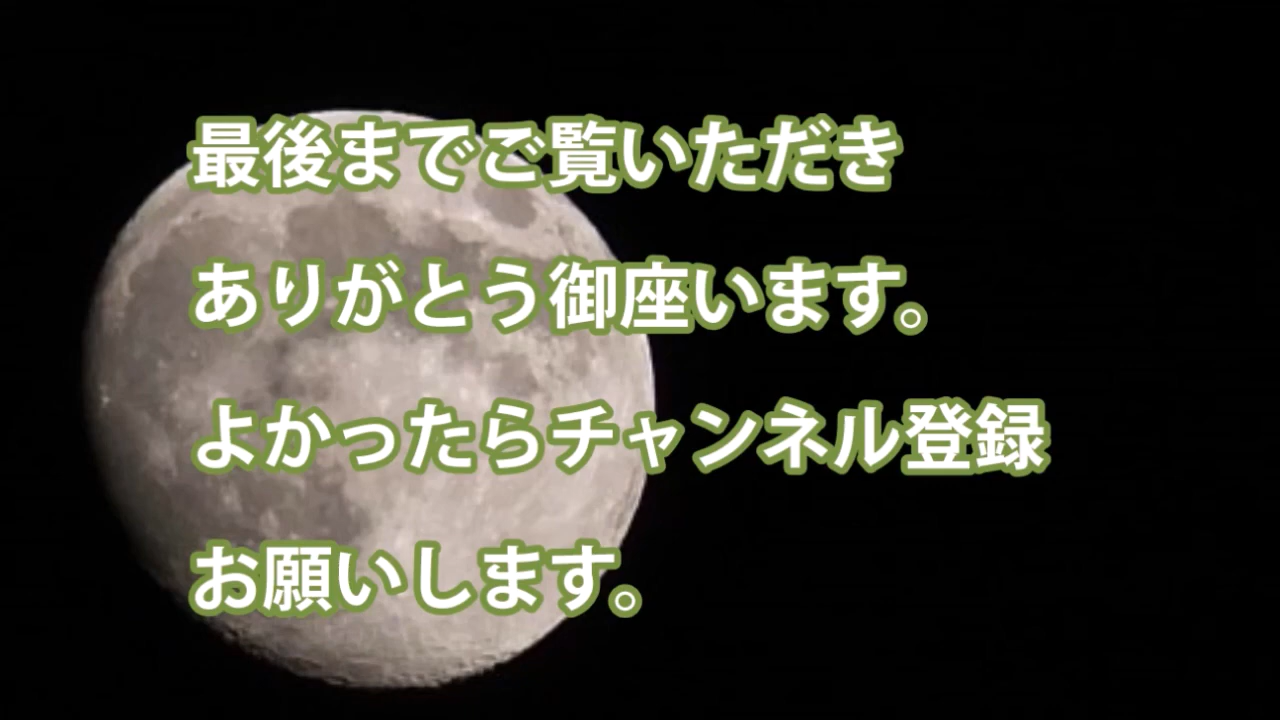 最後までご覧いただき
ありがとう御座います。
よかったらチャンネル登録
お願いします。